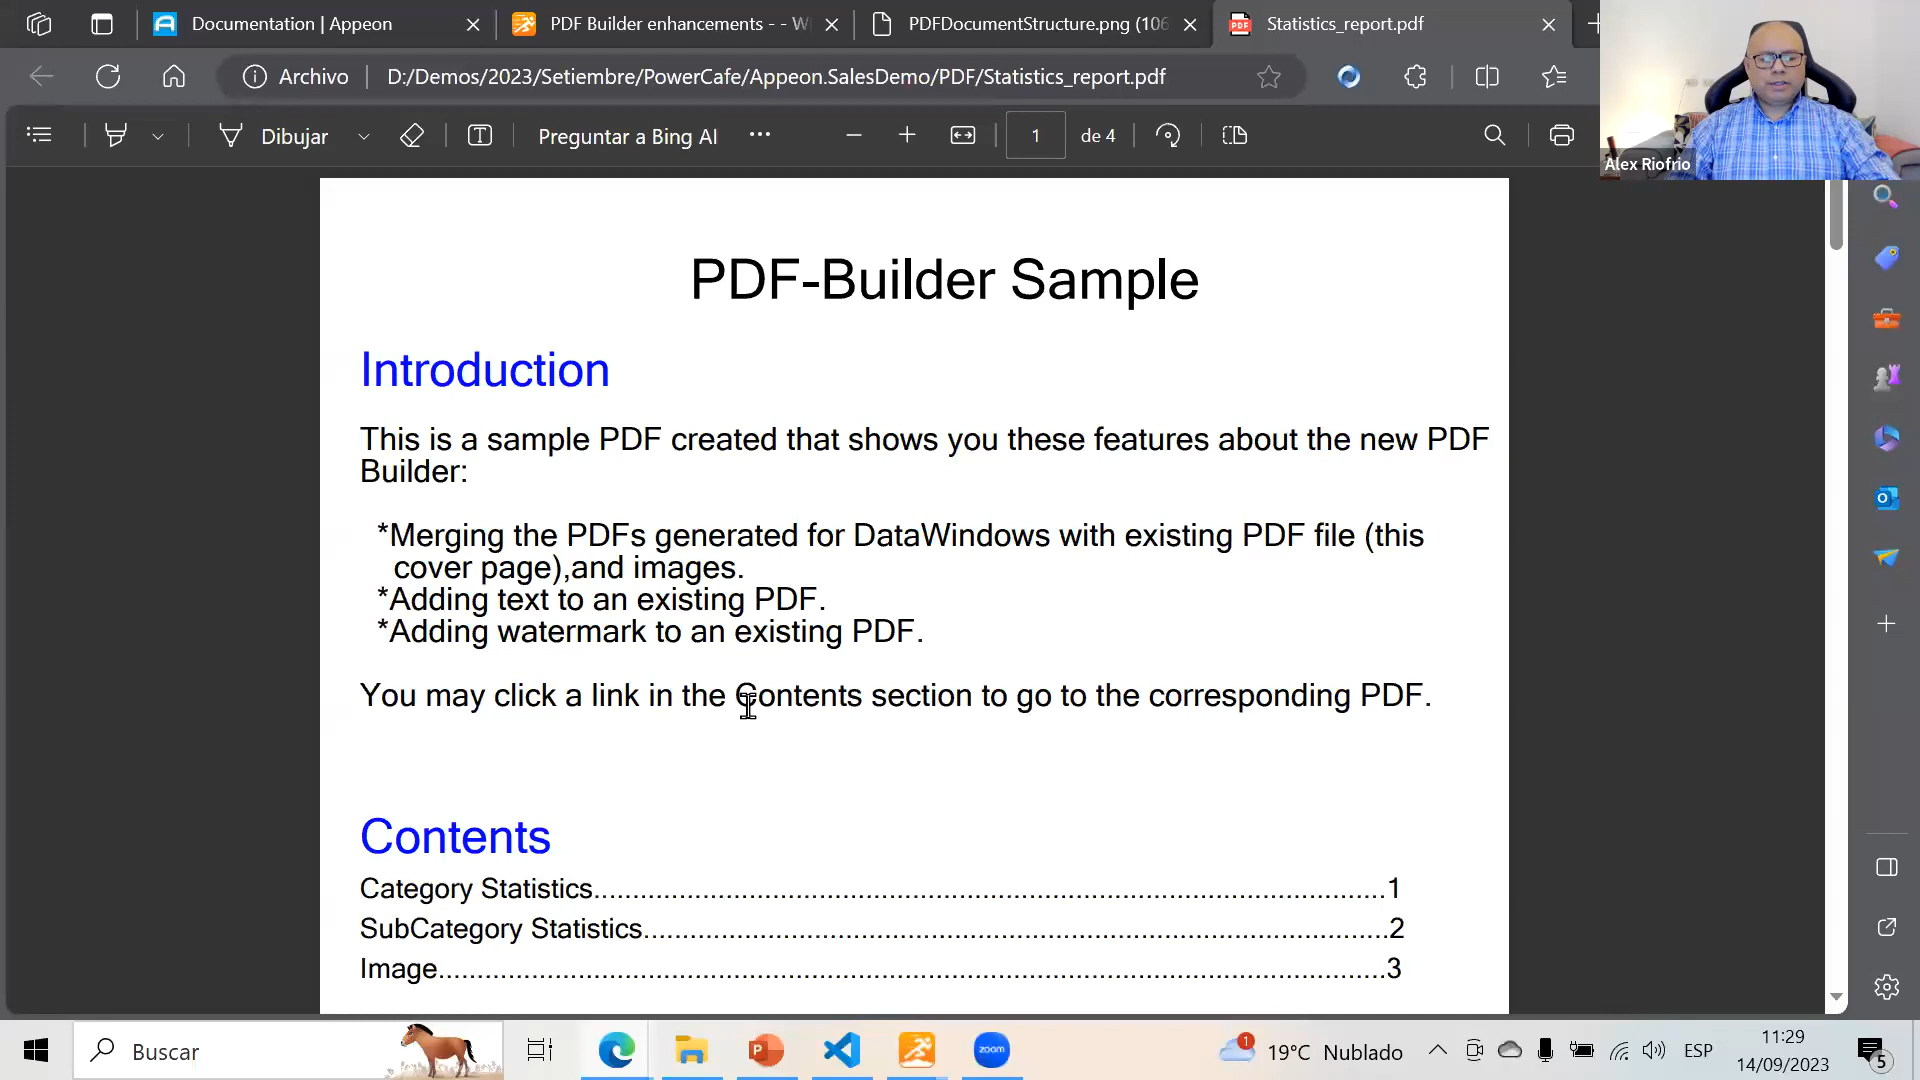 Documentation | Appeon
PDF Builder enhancements - - W
PDFDocumentStructure.png (106
Statistics_report.pdf
Archivo
D:/Demos/2023/Setiembre/PowerCafe/Appeon.SalesDemo/PDF/Statistics_report.pdf
Dibujar
Preguntar a Bing AI
1
de 4
Alex Riofrio
PDF-Builder Sample
Introduction
This is a sample PDF created that shows you these features about the new PDF
Builder:
*Merging the PDFs generated for DataWindows with existing PDF file (this
cover page),and images.
*Adding text to an existing PDF.
*Adding watermark to an existing PDF.
You may click a link in the Contents section to go to the corresponding PDF.
Contents
Category Statistics..................................................................................1
SubCategory Statistics.............................................................................2
Image..................................................................................................3
Buscar
zoom
1
19°C Nublado
ESP
11:29
14/09/2023
5